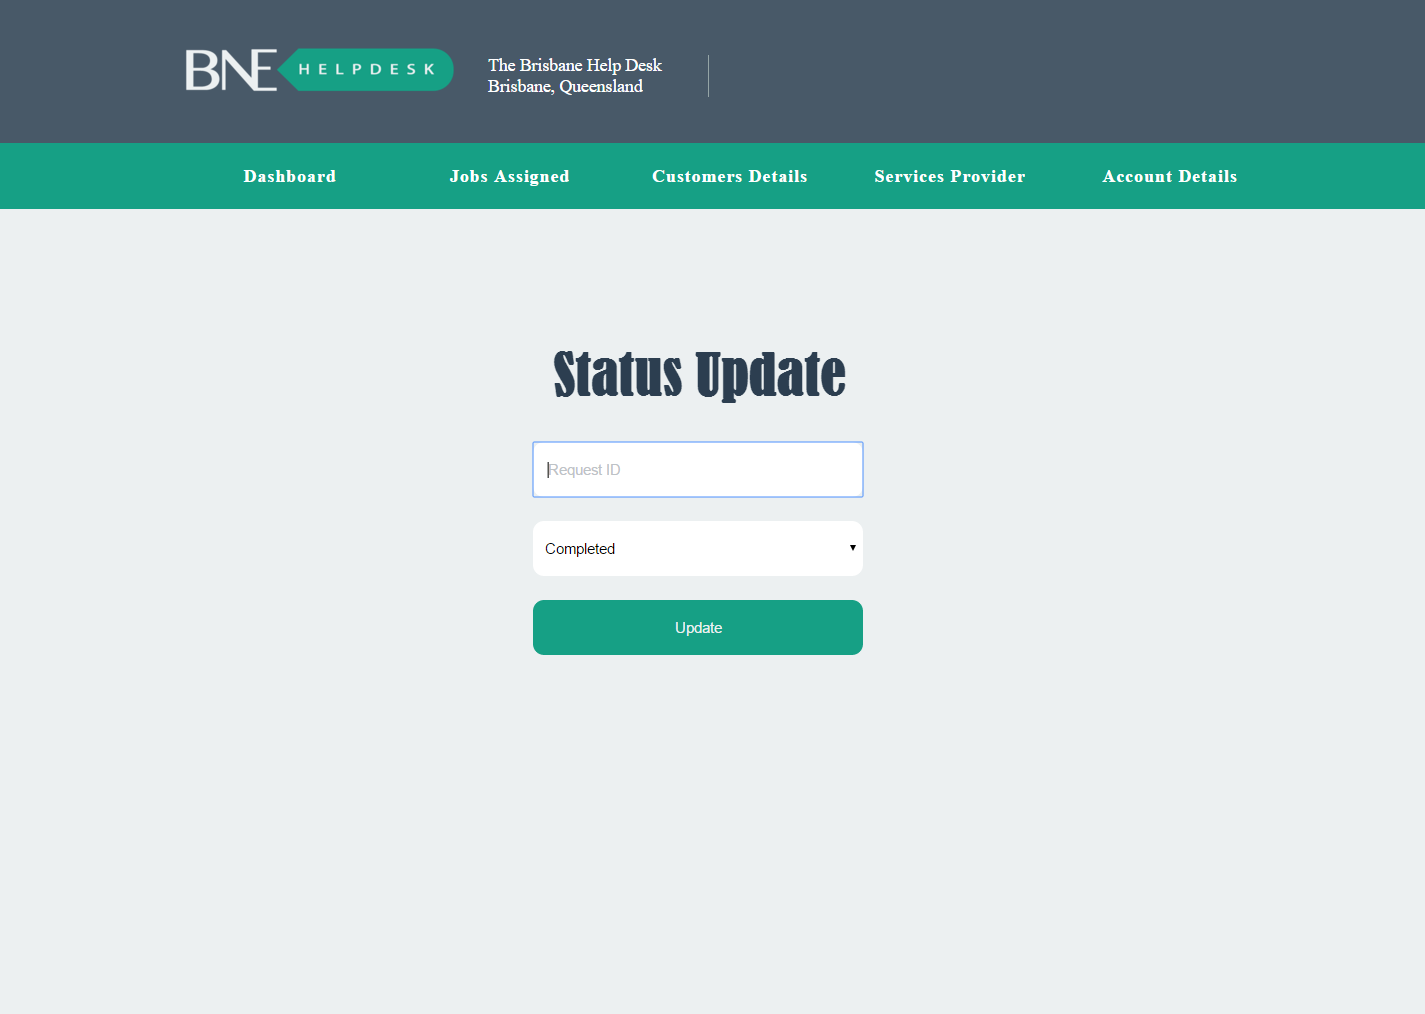 BNE HELPDESK
The Brisbane Help Desk
Brisbane, Queensland
Dashboard
Jobs Assigned
Customers Details
Services Provider
Account Details
Status Update
Request ID
Completed
Update